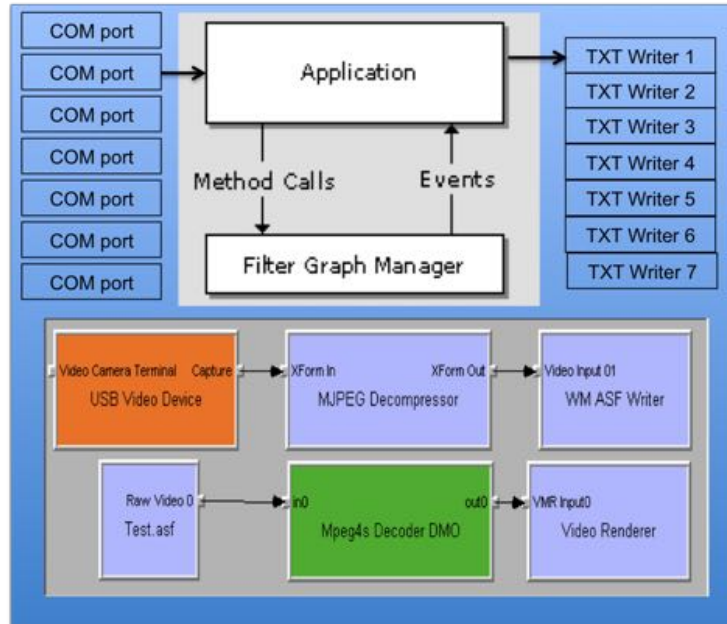 COM port
COM port
COM port
COM port
COM port
COM port
COM port
Application
Method Calls
Events
Filter Graph Manager
TXT Writer 1
TXT Writer 2
TXT Writer 3
TXT Writer 4
TXT Writer 5
TXT Writer 6
TXT Writer 7
Video Camera Terminal Capture
USB Video Device
XForm In XForm Out
MJPEG Decompressor
Video Input 01
WM ASF Writer
Raw Video 0
Test.asf
in0 out0
Mpeg4s Decoder DMO
VMR Input0
Video Renderer